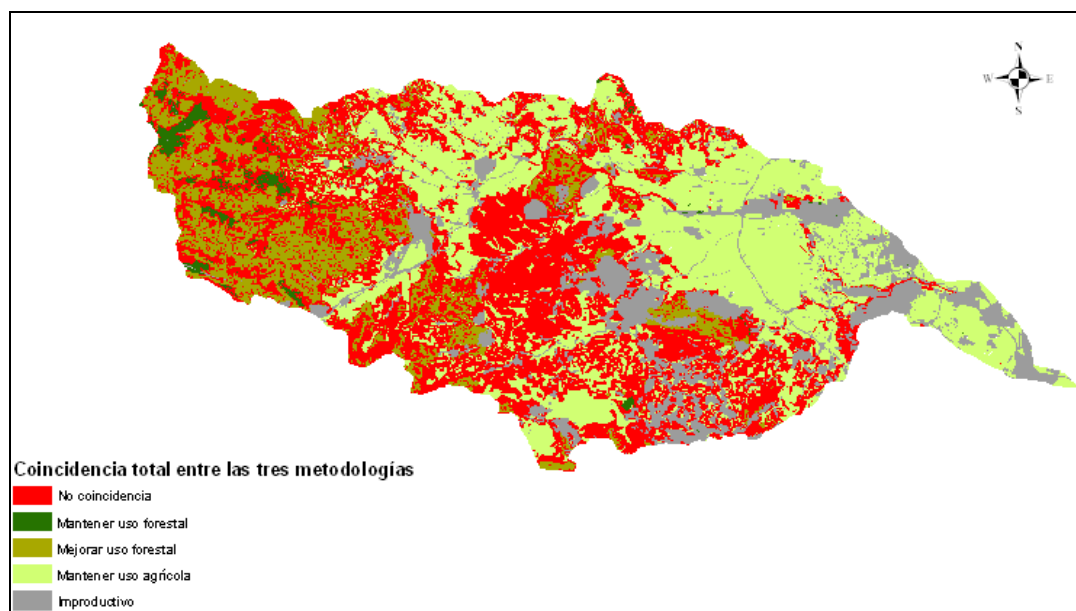 N
W E
S
Coincidencia total entre las tres metodologías
No coincidencia
Mantener uso forestal
Mejorar uso forestal
Mantener uso agrícola
Improductivo